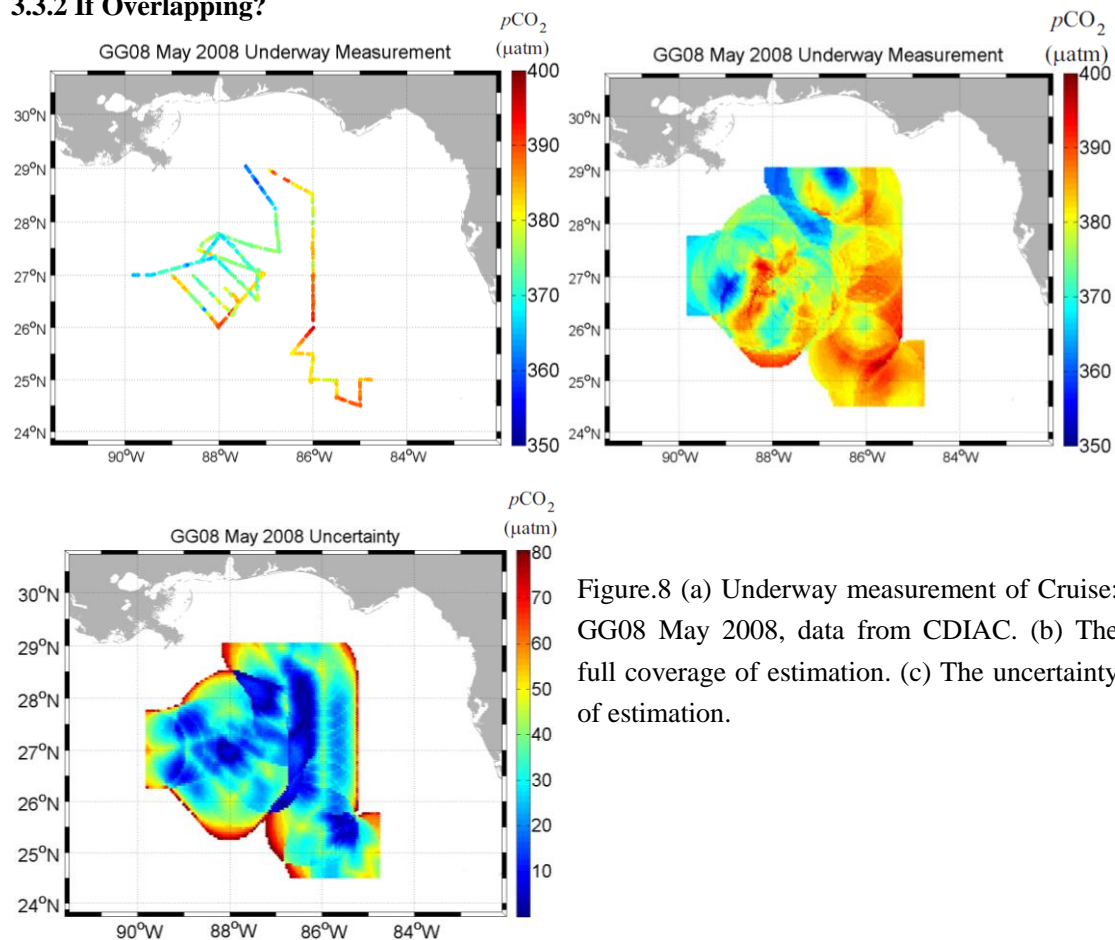 3.3.2 If Overlapping?
GG08 May 2008 Underway Measurement
pCO2
(μatm)
400
390
380
370
360
350
30°N
29°N
28°N
27°N
26°N
25°N
24°N
90°W
88°W
86°W
84°W
GG08 May 2008 Underway Measurement
pCO2
(μatm)
400
390
380
370
360
350
30°N
29°N
28°N
27°N
26°N
25°N
24°N
90°W
88°W
86°W
84°W
GG08 May 2008 Uncertainty
pCO2
(μatm)
80
70
60
50
40
30
20
10
30°N
29°N
28°N
27°N
26°N
25°N
24°N
90°W
88°W
86°W
84°W
Figure.8 (a) Underway measurement of Cruise:
GG08 May 2008, data from CDIAC. (b) The
full coverage of estimation. (c) The uncertainty
of estimation.